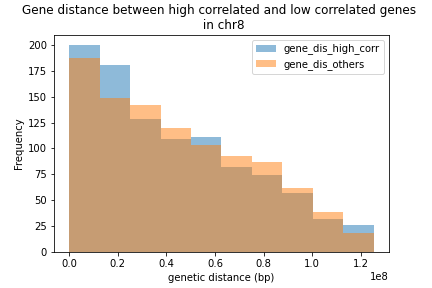 Gene distance between high correlated and low correlated genes
in chr8
gene_dis_high_corr
gene_dis_others
Frequency
200
175
150
125
100
75
50
25
0
0.0 0.2 0.4 0.6 0.8 1.0 1.2
1e8
genetic distance (bp)